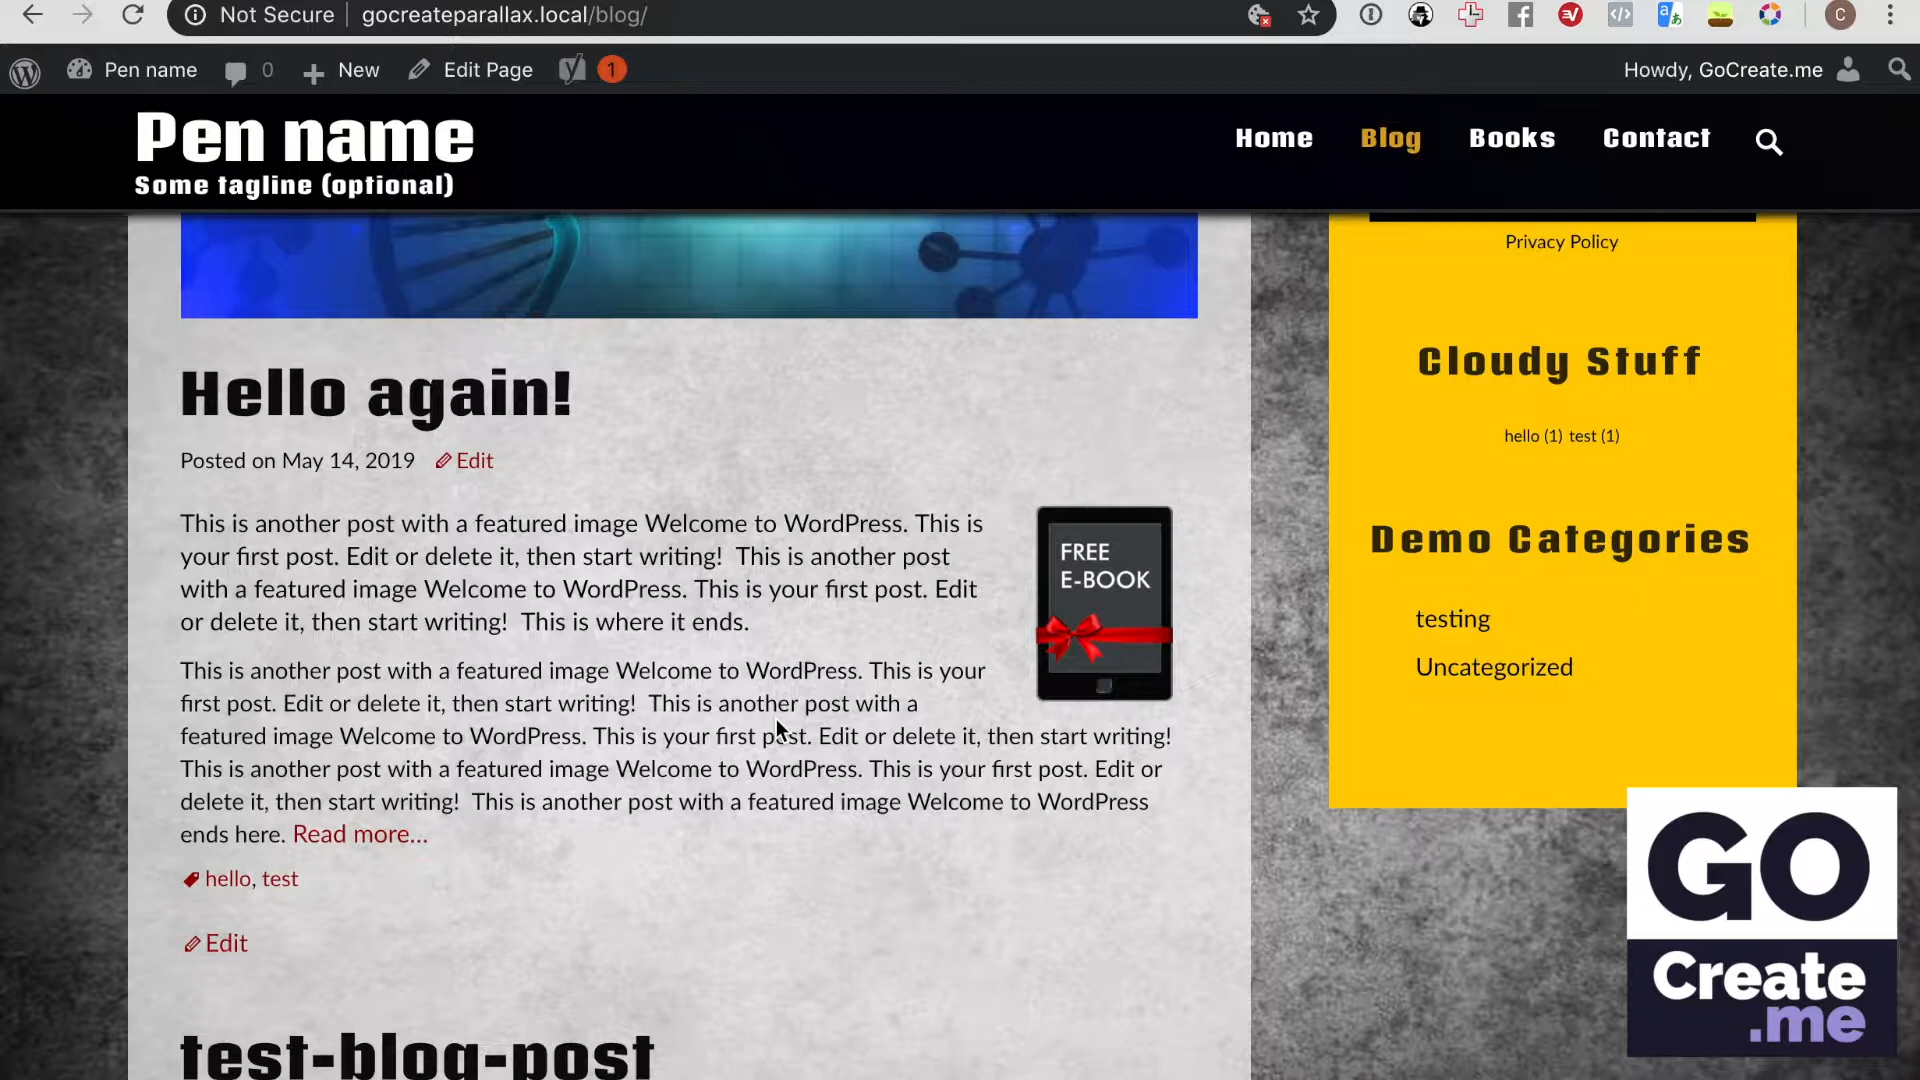 Not Secure gocreateparallax.local/blog/
Pen name 0 New Edit Page 1 Howdy, GoCreate.me
Pen name
Some tagline (optional)
Home Blog Books Contact
Privacy Policy
Cloudy Stuff
hello (1) test (1)
Demo Categories
testing
Uncategorized
Hello again!
Posted on May 14, 2019 Edit
This is another post with a featured image Welcome to WordPress. This is
your first post. Edit or delete it, then start writing! This is another post
with a featured image Welcome to WordPress. This is your first post. Edit
or delete it, then start writing! This is where it ends.
FREE
E-BOOK
This is another post with a featured image Welcome to WordPress. This is your
first post. Edit or delete it, then start writing! This is another post with a
featured image Welcome to WordPress. This is your first post. Edit or delete it, then start writing!
This is another post with a featured image Welcome to WordPress. This is your first post. Edit or
delete it, then start writing! This is another post with a featured image Welcome to WordPress
ends here. Read more...
hello, test
Edit
test-blog-post
GO
Create
.me